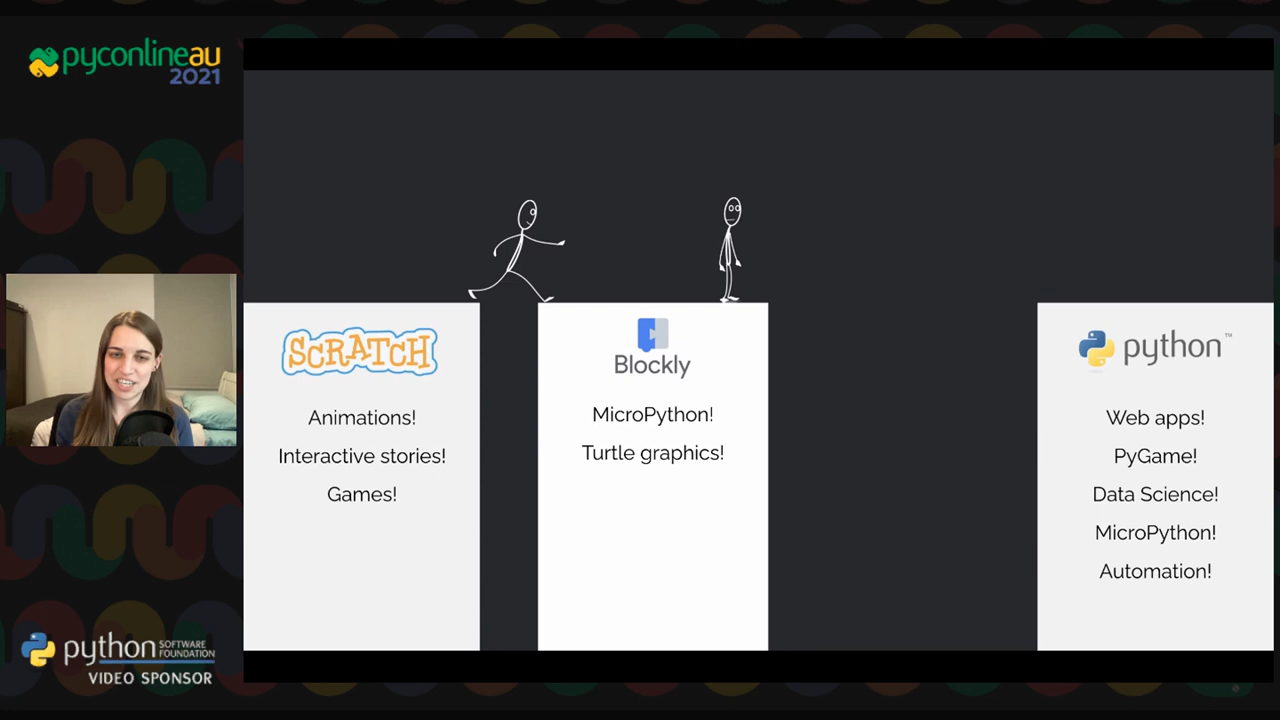 pyconlineau
2021
SCRATCH
Animations!
Interactive stories!
Games!
Blockly
MicroPython!
Turtle graphics!
python™
Web apps!
PyGame!
Data Science!
MicroPython!
Automation!
python SOFTWARE FOUNDATION
VIDEO SPONSOR